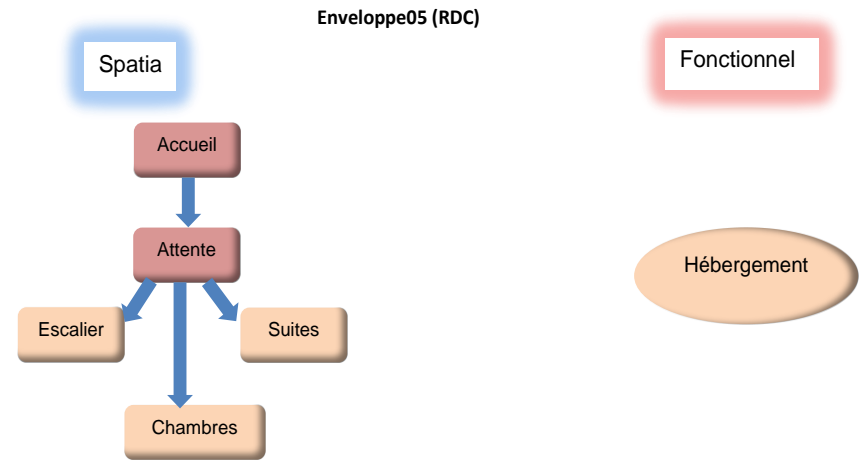 Enveloppe05 (RDC)
Spatia
Fonctionnel
Accueil
Attente
Hébergement
Escalier
Suites
Chambres